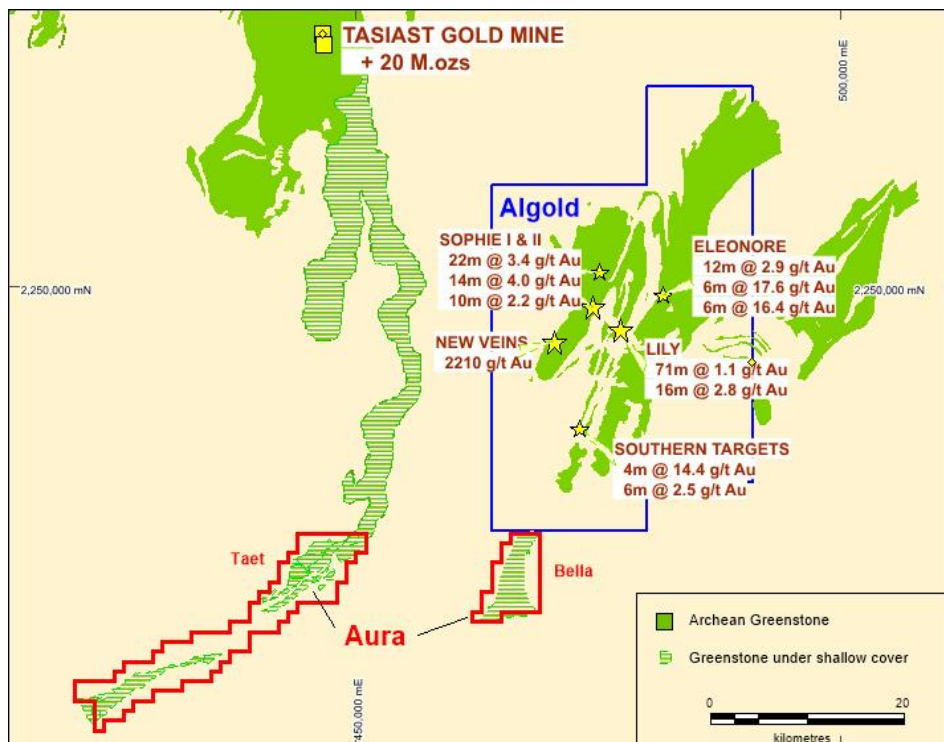 TASIAST GOLD MINE
+ 20 M.ozs
500,000 mE
Algold
SOPHIE I & II
22m @ 3.4 g/t Au
14m @ 4.0 g/t Au
10m @ 2.2 g/t Au
ELEONORE
12m @ 2.9 g/t Au
6m @ 17.6 g/t Au
6m @ 16.4 g/t Au
2,250,000 mN
2,250,000 mN
NEW VEINS
2210 g/t Au
LILY
71m @ 1.1 g/t Au
16m @ 2.8 g/t Au
SOUTHERN TARGETS
4m @ 14.4 g/t Au
6m @ 2.5 g/t Au
Taet
Bella
Aura
450,000 mE
Archean Greenstone
Greenstone under shallow cover
0 20
kilometres